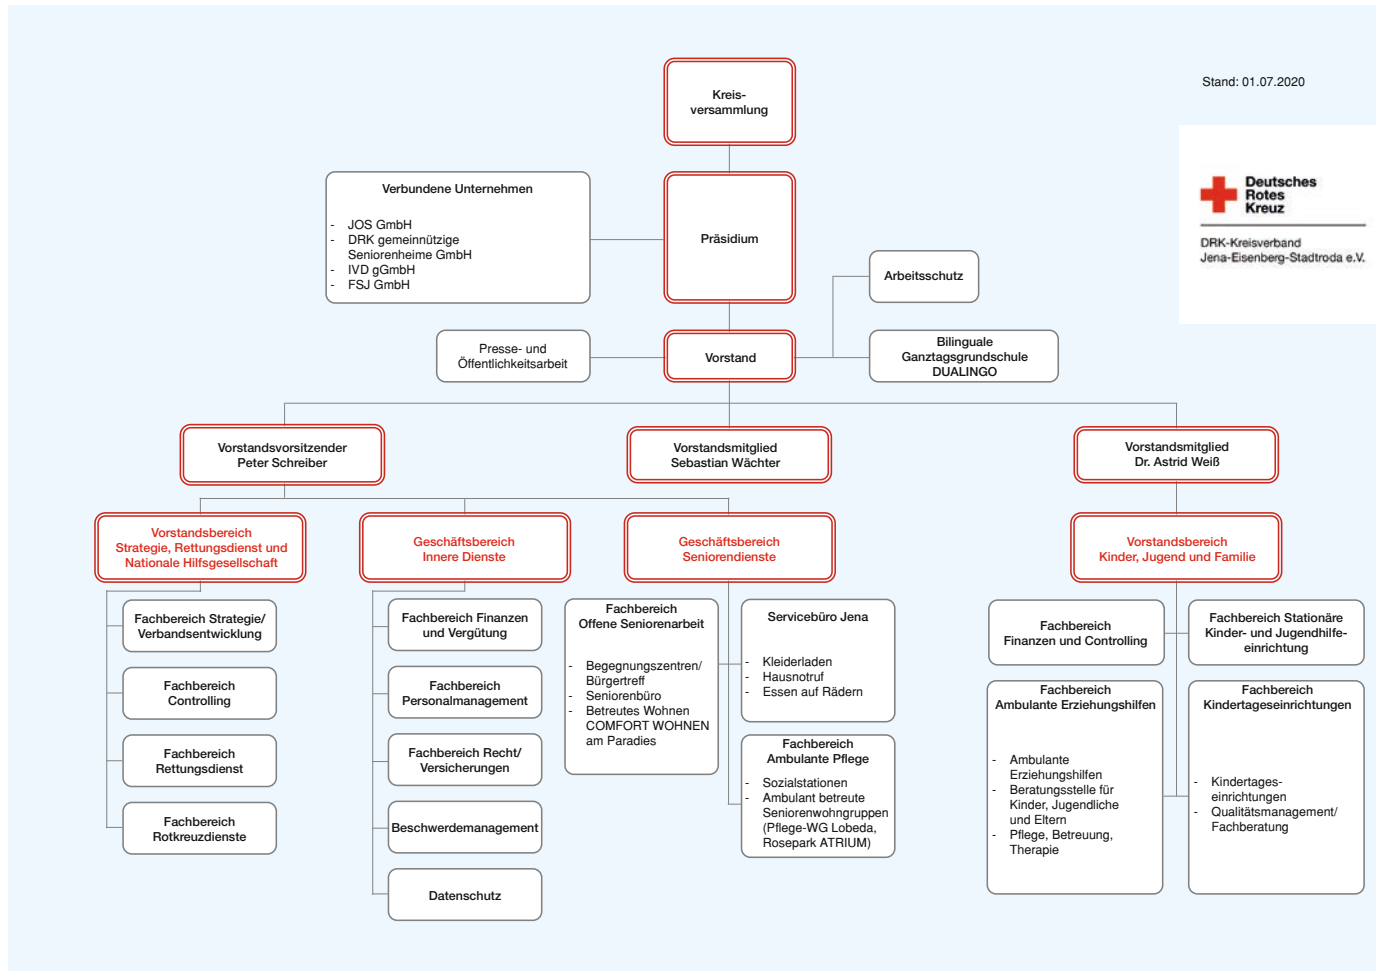 Kreis-
versammlung
Stand: 01.07.2020
Deutsches
Rotes
Kreuz
DRK-Kreisverband
Jena-Eisenberg-Stadtroda e.V.
Verbundene Unternehmen
- JOS GmbH
- DRK gemeinnützige
Seniorenheime GmbH
- IVD gGmbH
- FSJ GmbH
Präsidium
Arbeitsschutz
Presse- und
Öffentlichkeitsarbeit
Vorstand
Bilinguale
Ganztagsgrundschule
DUALINGO
Vorstandsvorsitzender
Peter Schreiber
Vorstandsmitglied
Sebastian Wächter
Vorstandsmitglied
Dr. Astrid Weiß
Vorstandsbereich
Strategie, Rettungsdienst und
Nationale Hilfsgesellschaft
Geschäftsbereich
Innere Dienste
Geschäftsbereich
Seniorendienste
Vorstandsbereich
Kinder, Jugend und Familie
Fachbereich Strategie/
Verbandsentwicklung
Fachbereich
Controlling
Fachbereich
Rettungsdienst
Fachbereich
Rotkreuzdienste
Fachbereich Finanzen
und Vergütung
Fachbereich
Personalmanagement
Fachbereich Recht/
Versicherungen
Beschwerdemanagement
Datenschutz
Fachbereich
Offene Seniorenarbeit
- Begegnungszentren/
Bürgertreff
- Seniorenbüro
- Betreutes Wohnen
COMFORT WOHNEN
am Paradies
Servicebüro Jena
- Kleiderladen
- Hausnotruf
- Essen auf Rädern
Fachbereich
Ambulante Pflege
- Sozialstationen
- Ambulant betreute
Seniorenwohngruppen
(Pflege-WG Lobeda,
Rosepark ATRIUM)
Fachbereich
Finanzen und Controlling
Fachbereich Stationäre
Kinder- und Jugendhilfe-
einrichtung
Fachbereich
Ambulante Erziehungshilfen
- Ambulante
Erziehungshilfen
- Beratungsstelle für
Kinder, Jugendliche
und Eltern
- Pflege, Betreuung,
Therapie
Fachbereich
Kindertageseinrichtungen
- Kindertages-
einrichtungen
- Qualitätsmanagement/
Fachberatung